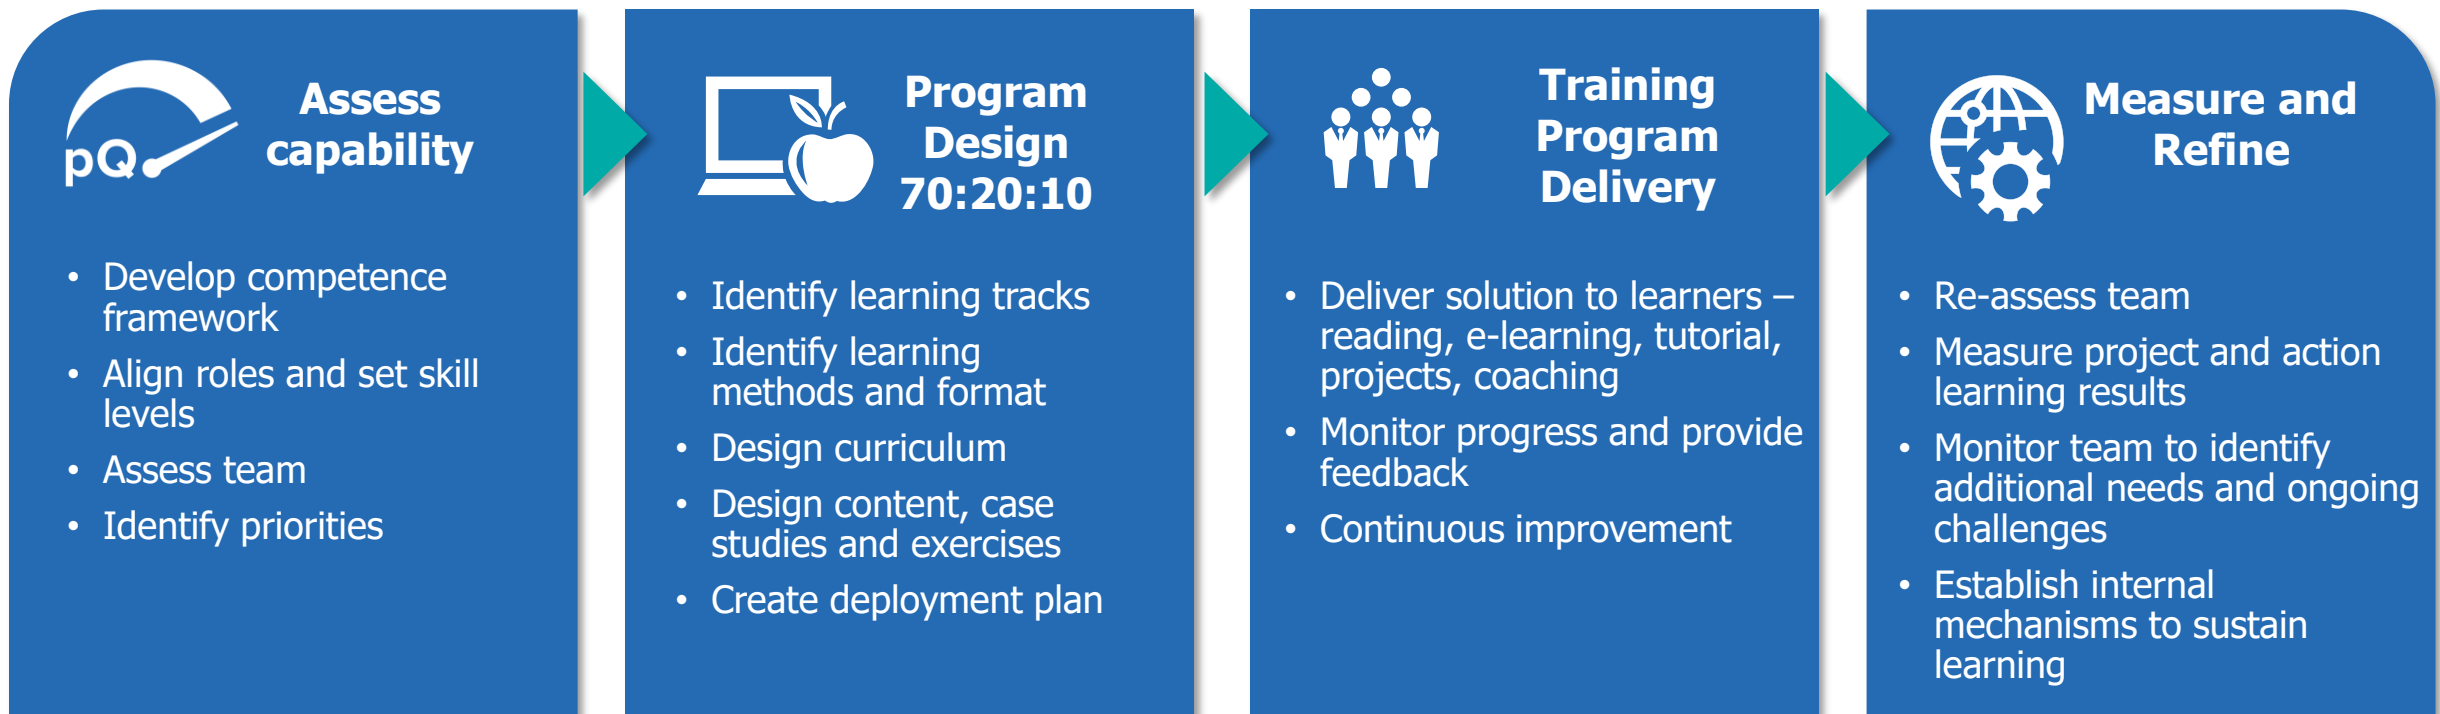 pQ
Assess
capability
• Develop competence
framework
• Align roles and set skill
levels
• Assess team
• Identify priorities
Program
Design
70:20:10
• Identify learning tracks
• Identify learning
methods and format
• Design curriculum
• Design content, case
studies and exercises
• Create deployment plan
Training
Program
Delivery
• Deliver solution to learners –
reading, e-learning, tutorial,
projects, coaching
• Monitor progress and provide
feedback
• Continuous improvement
Measure and
Refine
• Re-assess team
• Measure project and action
learning results
• Monitor team to identify
additional needs and ongoing
challenges
• Establish internal
mechanisms to sustain
learning